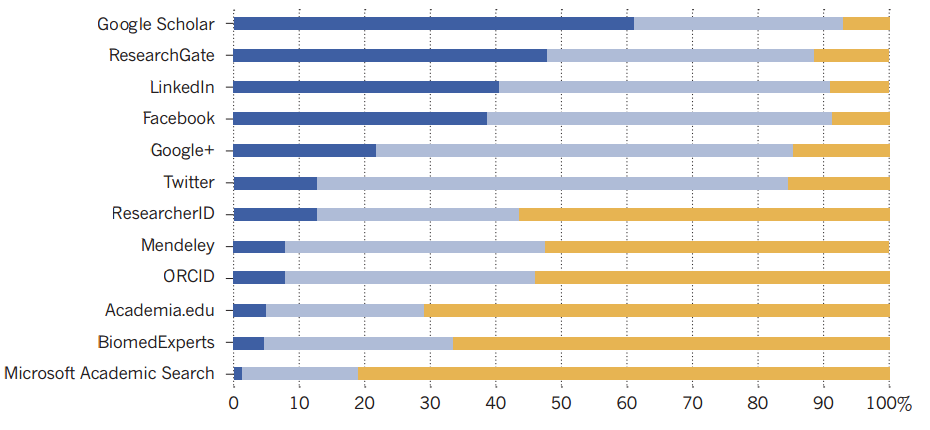 Google Scholar
ResearchGate
LinkedIn
Facebook
Google+
Twitter
ResearcherID
Mendeley
ORCID
Academia.edu
BiomedExperts
Microsoft Academic Search
0 10 20 30 40 50 60 70 80 90 100%